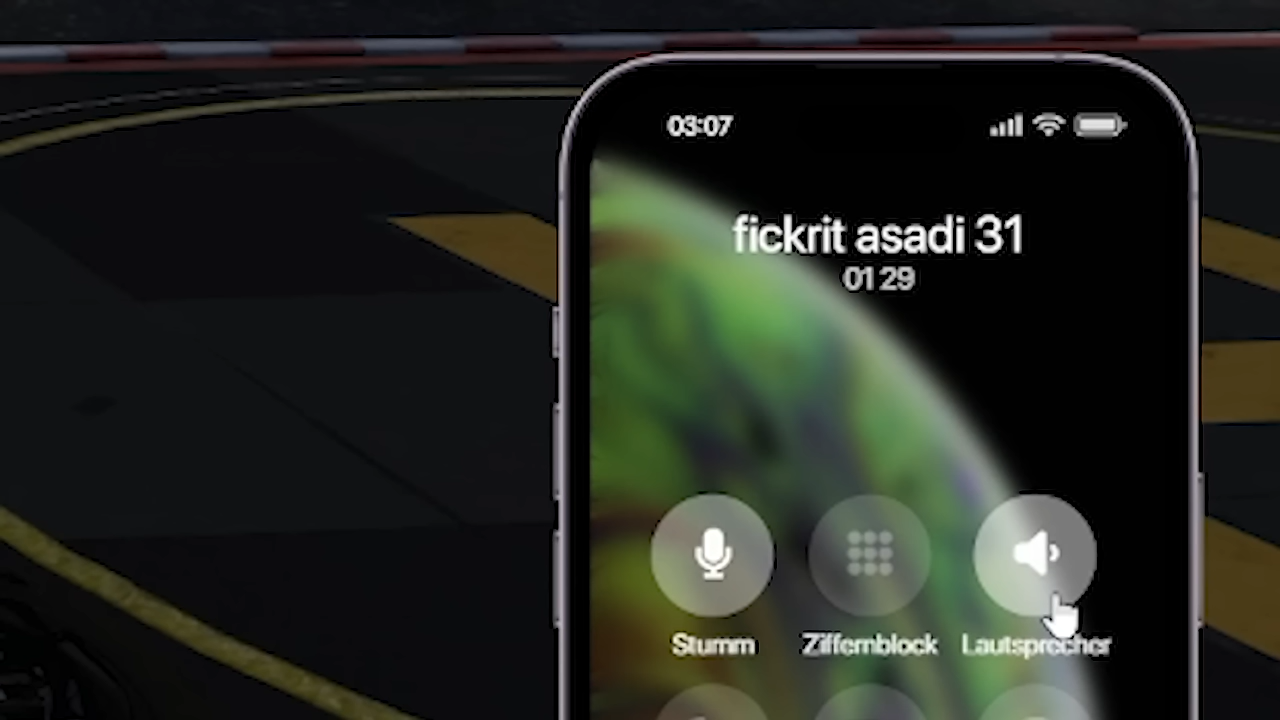 03:07
fickrit asadi 31
01 29
Stumm
Ziffernblock
Lautsprecher